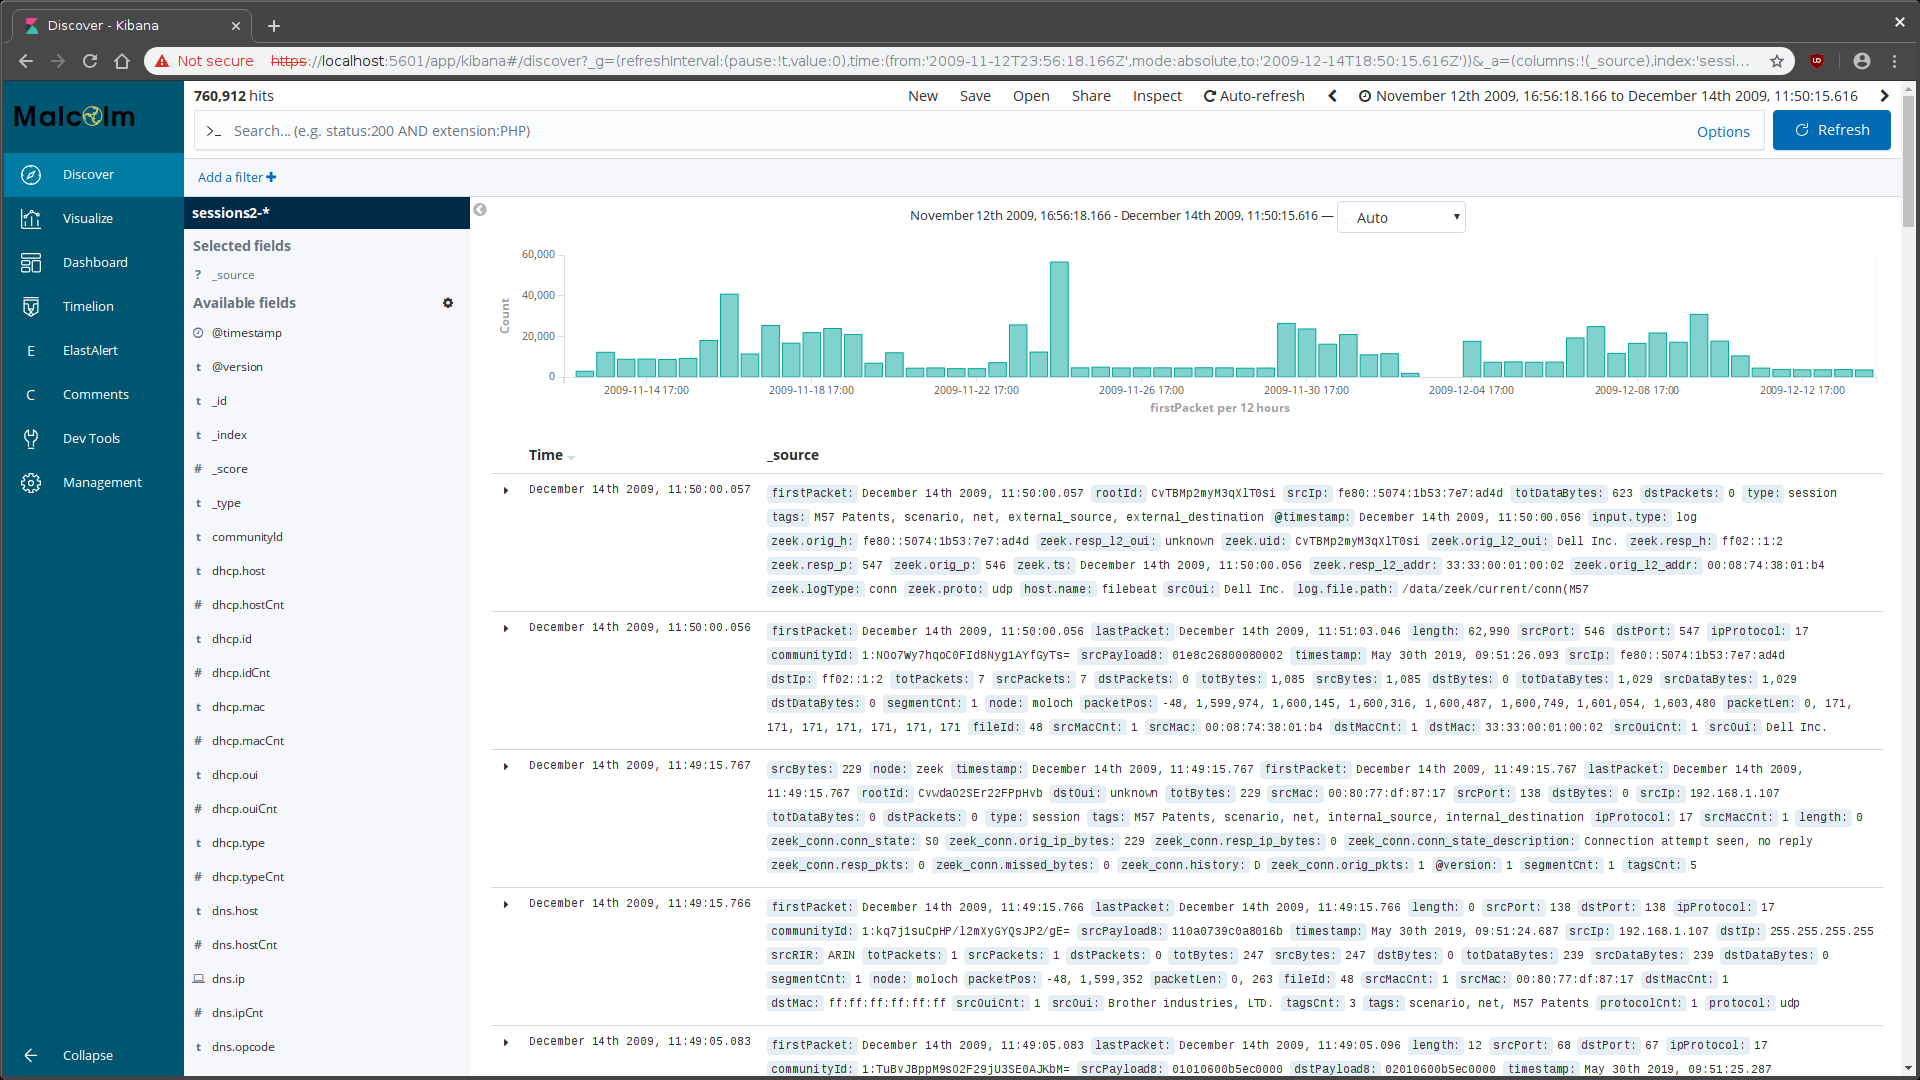 Discover - Kibana
Not secure https://localhost:5601/app/kibana#/discover?_g=(refreshInterval:(pause:!t,value:0),time:(from:'2009-11-12T23:56:18.166Z',mode:absolute,to:'2009-12-14T18:50:15.616Z'))&_a=(columns:!(_source),index:'sessi...
Malcolm
760,912 hits
New Save Open Share Inspect Auto-refresh November 12th 2009, 16:56:18.166 to December 14th 2009, 11:50:15.616
>_ Search... (e.g. status:200 AND extension:PHP) Options Refresh
Add a filter +
Discover
Visualize
Dashboard
Timelion
E ElastAlert
C Comments
Dev Tools
Management
Collapse
sessions2-*
Selected fields
? _source
Available fields
@timestamp
t @version
t _id
t _index
# _score
t _type
t communityId
t dhcp.host
# dhcp.hostCnt
t dhcp.id
# dhcp.idCnt
t dhcp.mac
# dhcp.macCnt
t dhcp.oui
# dhcp.ouiCnt
t dhcp.type
# dhcp.typeCnt
t dns.host
# dns.hostCnt
dns.ip
# dns.ipCnt
t dns.opcode
November 12th 2009, 16:56:18.166 - December 14th 2009, 11:50:15.616 — Auto
60,000
40,000
20,000
0
Count
2009-11-14 17:00 2009-11-18 17:00 2009-11-22 17:00 2009-11-26 17:00 2009-11-30 17:00 2009-12-04 17:00 2009-12-08 17:00 2009-12-12 17:00
firstPacket per 12 hours
Time _source
December 14th 2009, 11:50:00.057 firstPacket: December 14th 2009, 11:50:00.057 rootId: CvTBMp2myM3qXlT0si srcIp: fe80::5074:1b53:7e7:ad4d totDataBytes: 623 dstPackets: 0 type: session
tags: M57 Patents, scenario, net, external_source, external_destination @timestamp: December 14th 2009, 11:50:00.056 input.type: log
zeek.orig_h: fe80::5074:1b53:7e7:ad4d zeek.resp_l2_oui: unknown zeek.uid: CvTBMp2myM3qXlT0si zeek.orig_l2_oui: Dell Inc. zeek.resp_h: ff02::1:2
zeek.resp_p: 547 zeek.orig_p: 546 zeek.ts: December 14th 2009, 11:50:00.056 zeek.resp_l2_addr: 33:33:00:01:00:02 zeek.orig_l2_addr: 00:08:74:38:01:b4
zeek.logType: conn zeek.proto: udp host.name: filebeat srcOui: Dell Inc. log.file.path: /data/zeek/current/conn(M57
December 14th 2009, 11:50:00.056 firstPacket: December 14th 2009, 11:50:00.056 lastPacket: December 14th 2009, 11:51:03.046 length: 62,990 srcPort: 546 dstPort: 547 ipProtocol: 17
communityId: 1:NOo7Wy7hqoC0FId8Nyg1AYfGyTs= srcPayload8: 01e8c26800080002 timestamp: May 30th 2019, 09:51:26.093 srcIp: fe80::5074:1b53:7e7:ad4d
dstIp: ff02::1:2 totPackets: 7 srcPackets: 7 dstPackets: 0 totBytes: 1,085 srcBytes: 1,085 dstBytes: 0 totDataBytes: 1,029 srcDataBytes: 1,029
dstDataBytes: 0 segmentCnt: 1 node: moloch packetPos: -48, 1,599,974, 1,600,145, 1,600,316, 1,600,487, 1,600,749, 1,601,054, 1,603,480 packetLen: 0, 171,
171, 171, 171, 171, 171, 171 fileId: 48 srcMacCnt: 1 srcMac: 00:08:74:38:01:b4 dstMacCnt: 1 dstMac: 33:33:00:01:00:02 srcOuiCnt: 1 srcOui: Dell Inc.
December 14th 2009, 11:49:15.767 srcBytes: 229 node: zeek timestamp: December 14th 2009, 11:49:15.767 firstPacket: December 14th 2009, 11:49:15.767 lastPacket: December 14th 2009,
11:49:15.767 rootId: CvwdaO2SEr22FPpHvb dstOui: unknown totBytes: 229 srcMac: 00:80:77:df:87:17 srcPort: 138 dstBytes: 0 srcIp: 192.168.1.107
totDataBytes: 0 dstPackets: 0 type: session tags: M57 Patents, scenario, net, internal_source, internal_destination ipProtocol: 17 srcMacCnt: 1 length: 0
zeek_conn.conn_state: S0 zeek_conn.orig_ip_bytes: 229 zeek_conn.resp_ip_bytes: 0 zeek_conn.conn_state_description: Connection attempt seen, no reply
zeek_conn.resp_pkts: 0 zeek_conn.missed_bytes: 0 zeek_conn.history: D zeek_conn.orig_pkts: 1 @version: 1 segmentCnt: 1 tagsCnt: 5
December 14th 2009, 11:49:15.766 firstPacket: December 14th 2009, 11:49:15.766 lastPacket: December 14th 2009, 11:49:15.766 length: 0 srcPort: 138 dstPort: 138 ipProtocol: 17
communityId: 1:kq7j1suCpHP/l2mXyGYQsJP2/gE= srcPayload8: 110a0739c0a8016b timestamp: May 30th 2019, 09:51:24.687 srcIp: 192.168.1.107 dstIp: 255.255.255.255
srcRIR: ARIN totPackets: 1 srcPackets: 1 dstPackets: 0 totBytes: 247 srcBytes: 247 dstBytes: 0 totDataBytes: 239 srcDataBytes: 239 dstDataBytes: 0
segmentCnt: 1 node: moloch packetPos: -48, 1,599,352 packetLen: 0, 263 fileId: 48 srcMacCnt: 1 srcMac: 00:80:77:df:87:17 dstMacCnt: 1
dstMac: ff:ff:ff:ff:ff:ff srcOuiCnt: 1 srcOui: Brother industries, LTD. tagsCnt: 3 tags: scenario, net, M57 Patents protocolCnt: 1 protocol: udp
December 14th 2009, 11:49:05.083 firstPacket: December 14th 2009, 11:49:05.083 lastPacket: December 14th 2009, 11:49:05.096 length: 12 srcPort: 68 dstPort: 67 ipProtocol: 17
communityId: 1:TuBvJBppM9sO2F29jU3SE0AJKbM= srcPayload8: 01010600b5ec0000 dstPayload8: 02010600b5ec0000 timestamp: May 30th 2019, 09:51:25.287